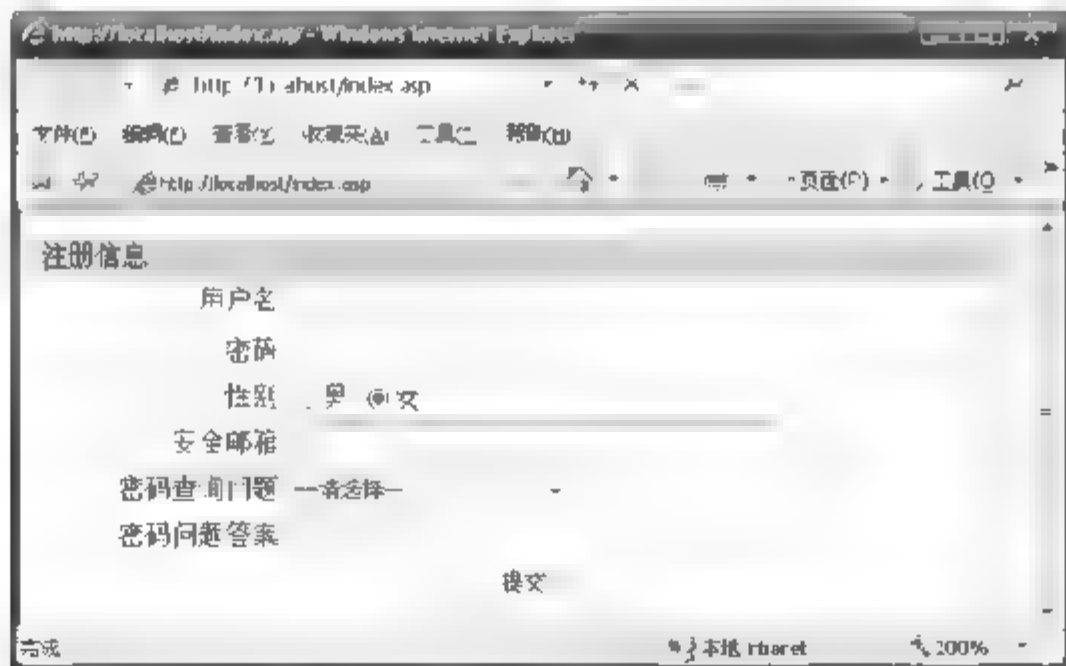 http://localhost/index.asp - Windows Internet Explorer
http://localhost/index.asp
文件(F) 编辑(E) 查看(V) 收藏夹(A) 工具(T) 帮助(H)
http://localhost/index.asp 页面(P) 工具(O)
注册信息
用户名
密码
性别 男 女
安全邮箱
密码查询问题 ---请选择---
密码问题答案
提交
完成 本地 Intranet 200%